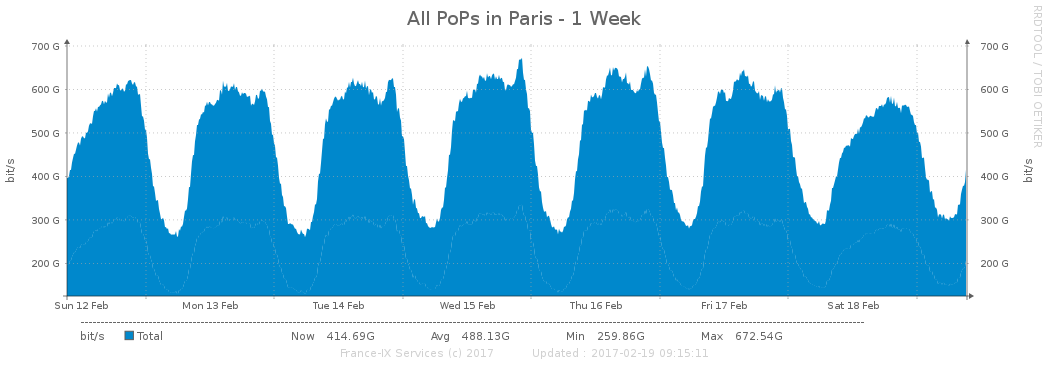 All PoPs in Paris - 1 Week
RRDTOOL / TOBI OETIKER
700 G 700 G
600 G 600 G
500 G 500 G
400 G 400 G
300 G 300 G
200 G 200 G
bit/s bit/s
Sun 12 Feb Mon 13 Feb Tue 14 Feb Wed 15 Feb Thu 16 Feb Fri 17 Feb Sat 18 Feb
bit/s Total Now 414.69G Avg 488.13G Min 259.86G Max 672.54G
France-IX Services (c) 2017 Updated : 2017-02-19 09:15:11